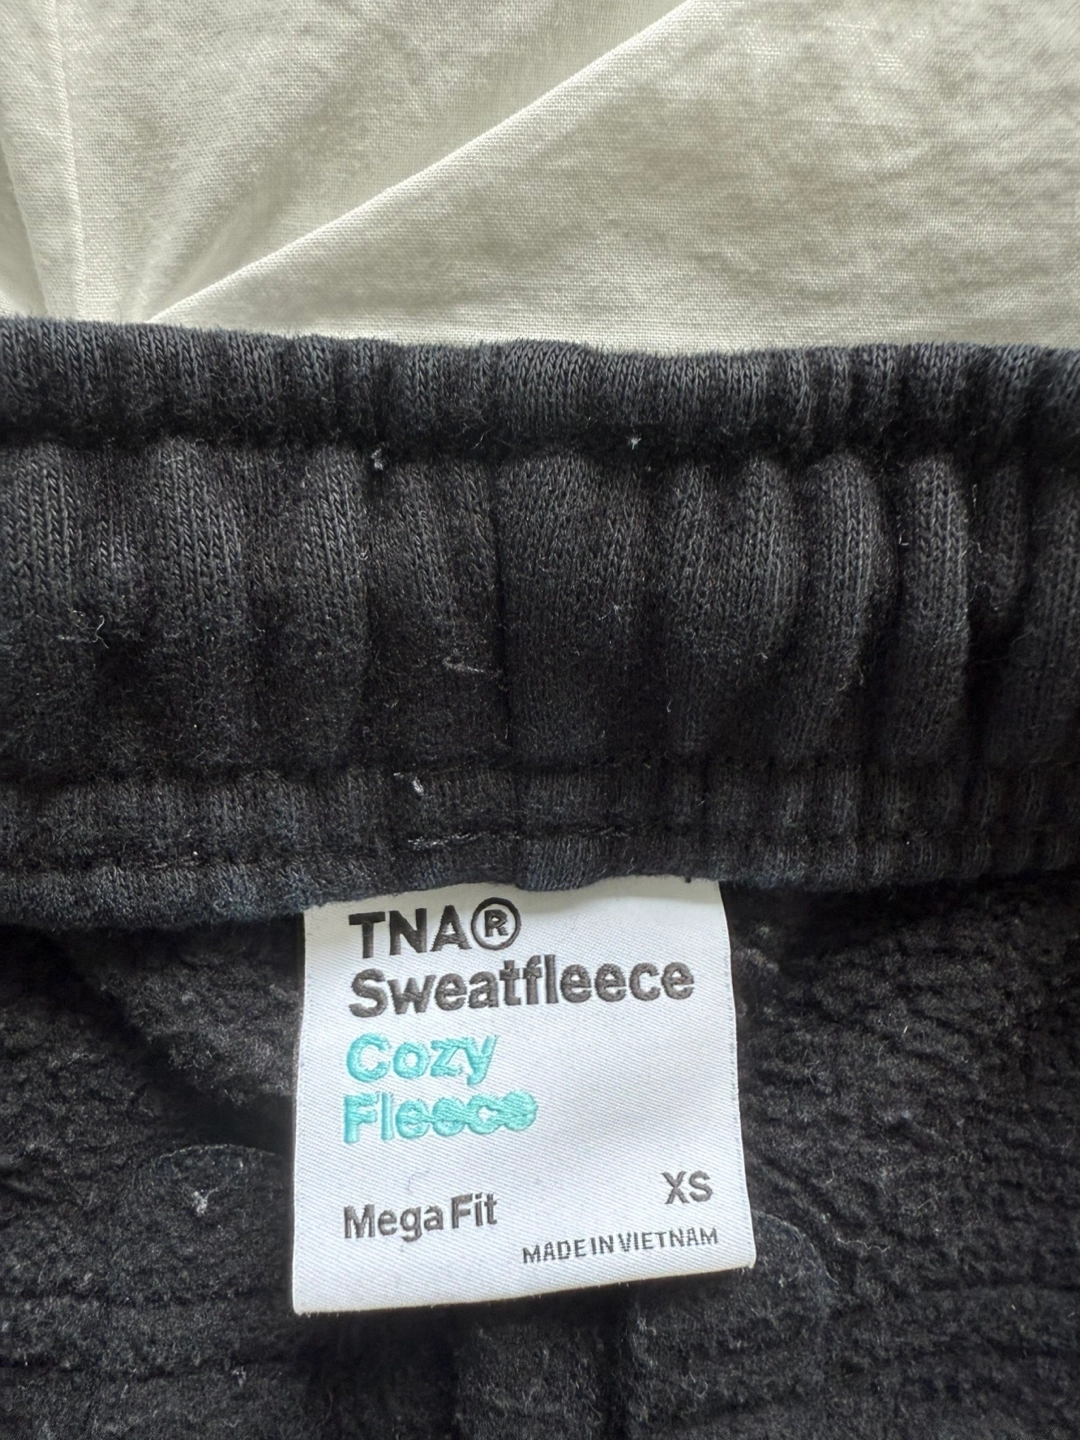 TNA®
Sweatfleece
Cozy
Fleece
Mega Fit
XS
MADE IN VIETNAM